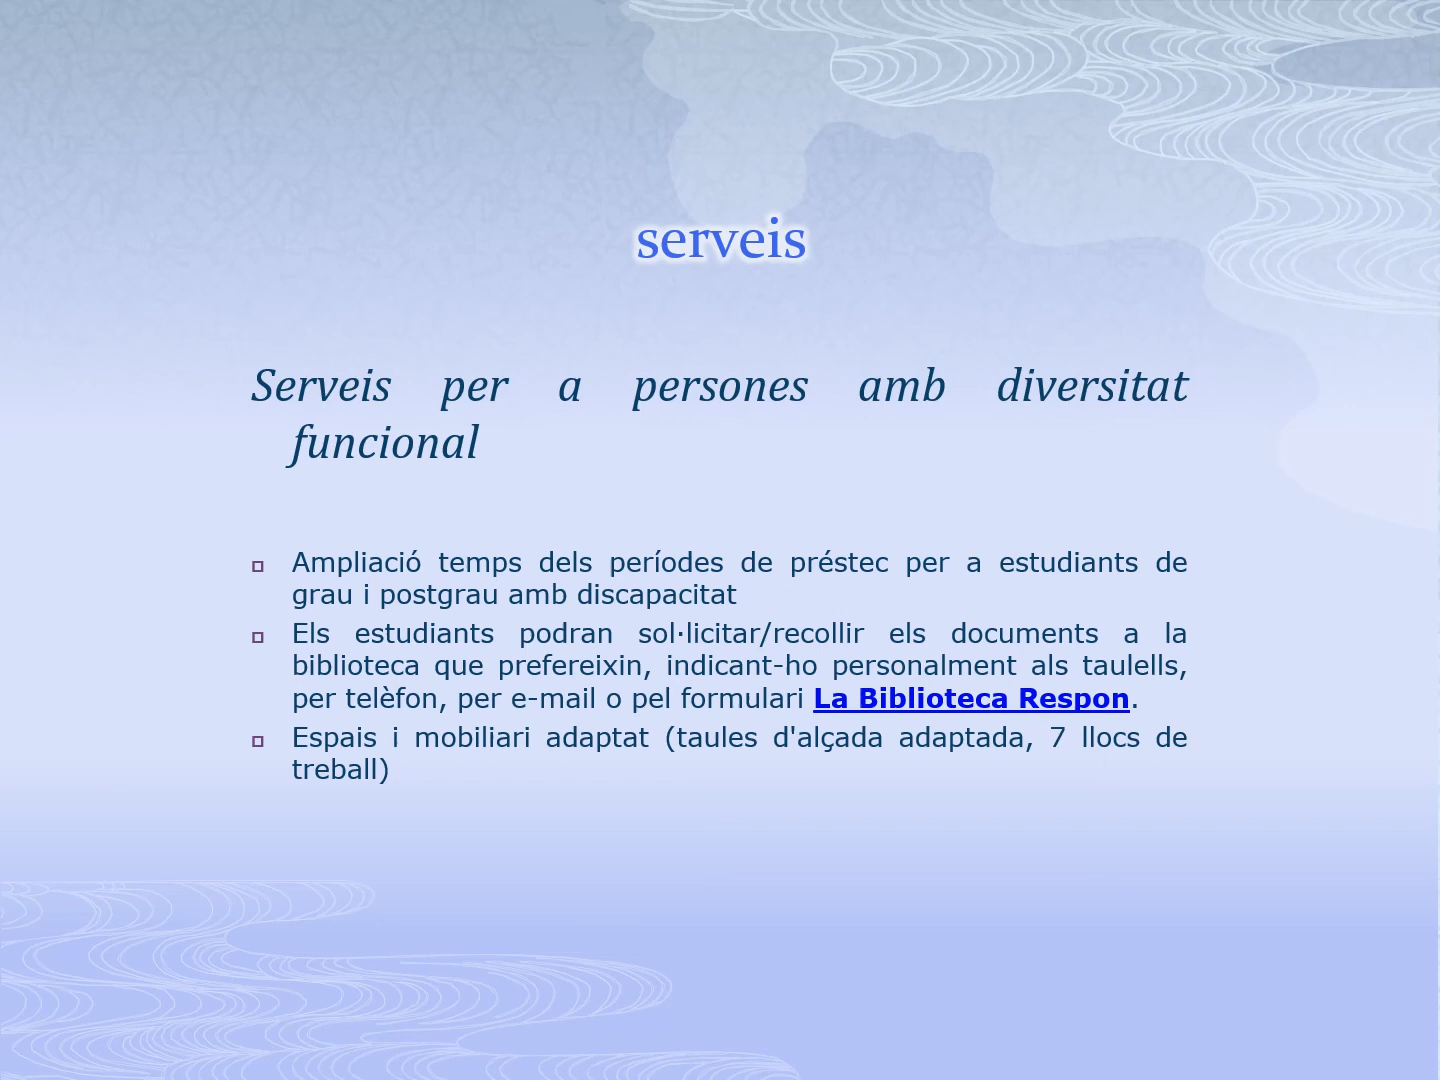 serveis
Serveis per a persones amb diversitat
funcional
Ampliació temps dels períodes de préstec per a estudiants de
grau i postgrau amb discapacitat
Els estudiants podran sol·licitar/recollir els documents a la
biblioteca que prefereixin, indicant-ho personalment als taulells,
per telèfon, per e-mail o pel formulari La Biblioteca Respon.
Espais i mobiliari adaptat (taules d'alçada adaptada, 7 llocs de
treball)